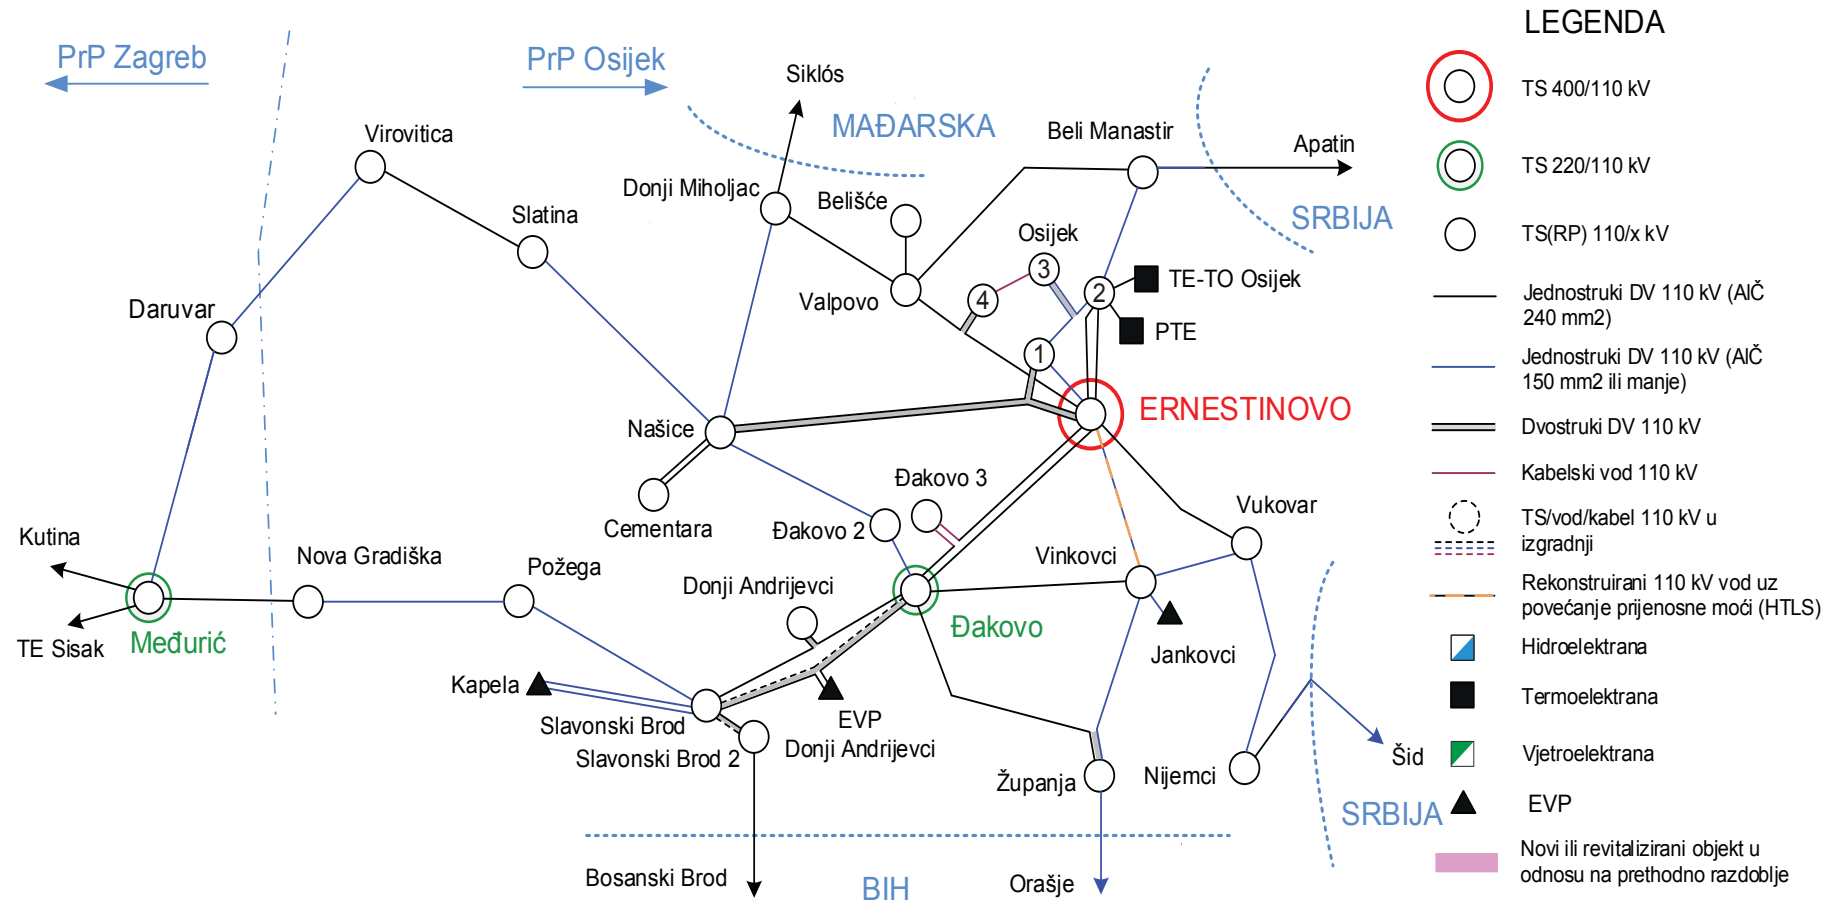 LEGENDA
PrP Zagreb
PrP Osijek
Siklós
MAĐARSKA
Beli Manastir
Apatin
SRBIJA
Virovitica
Donji Miholjac
Belišće
Slatina
Osijek
3
4
2
1
TE-TO Osijek
PTE
Valpovo
Daruvar
ERNESTINOVO
Našice
Cementara
Đakovo 3
Đakovo 2
Vukovar
Vinkovci
Kutina
Nova Gradiška
Požega
Donji Andrijevci
TE Sisak
Međurić
Đakovo
Jankovci
Kapela
Slavonski Brod
Slavonski Brod 2
EVP
Donji Andrijevci
Županja
Nijemci
Šid
SRBIJA
Bosanski Brod
BIH
Orašje
TS 400/110 kV
TS 220/110 kV
TS(RP) 110/x kV
Jednostruki DV 110 kV (AlČ
240 mm2)
Jednostruki DV 110 kV (AlČ
150 mm2 ili manje)
Dvostruki DV 110 kV
Kabelski vod 110 kV
TS/vod/kabel 110 kV u
izgradnji
Rekonstruirani 110 kV vod uz
povećanje prijenosne moći (HTLS)
Hidroelektrana
Termoelektrana
Vjetroelektrana
EVP
Novi ili revitalizirani objekt u
odnosu na prethodno razdoblje